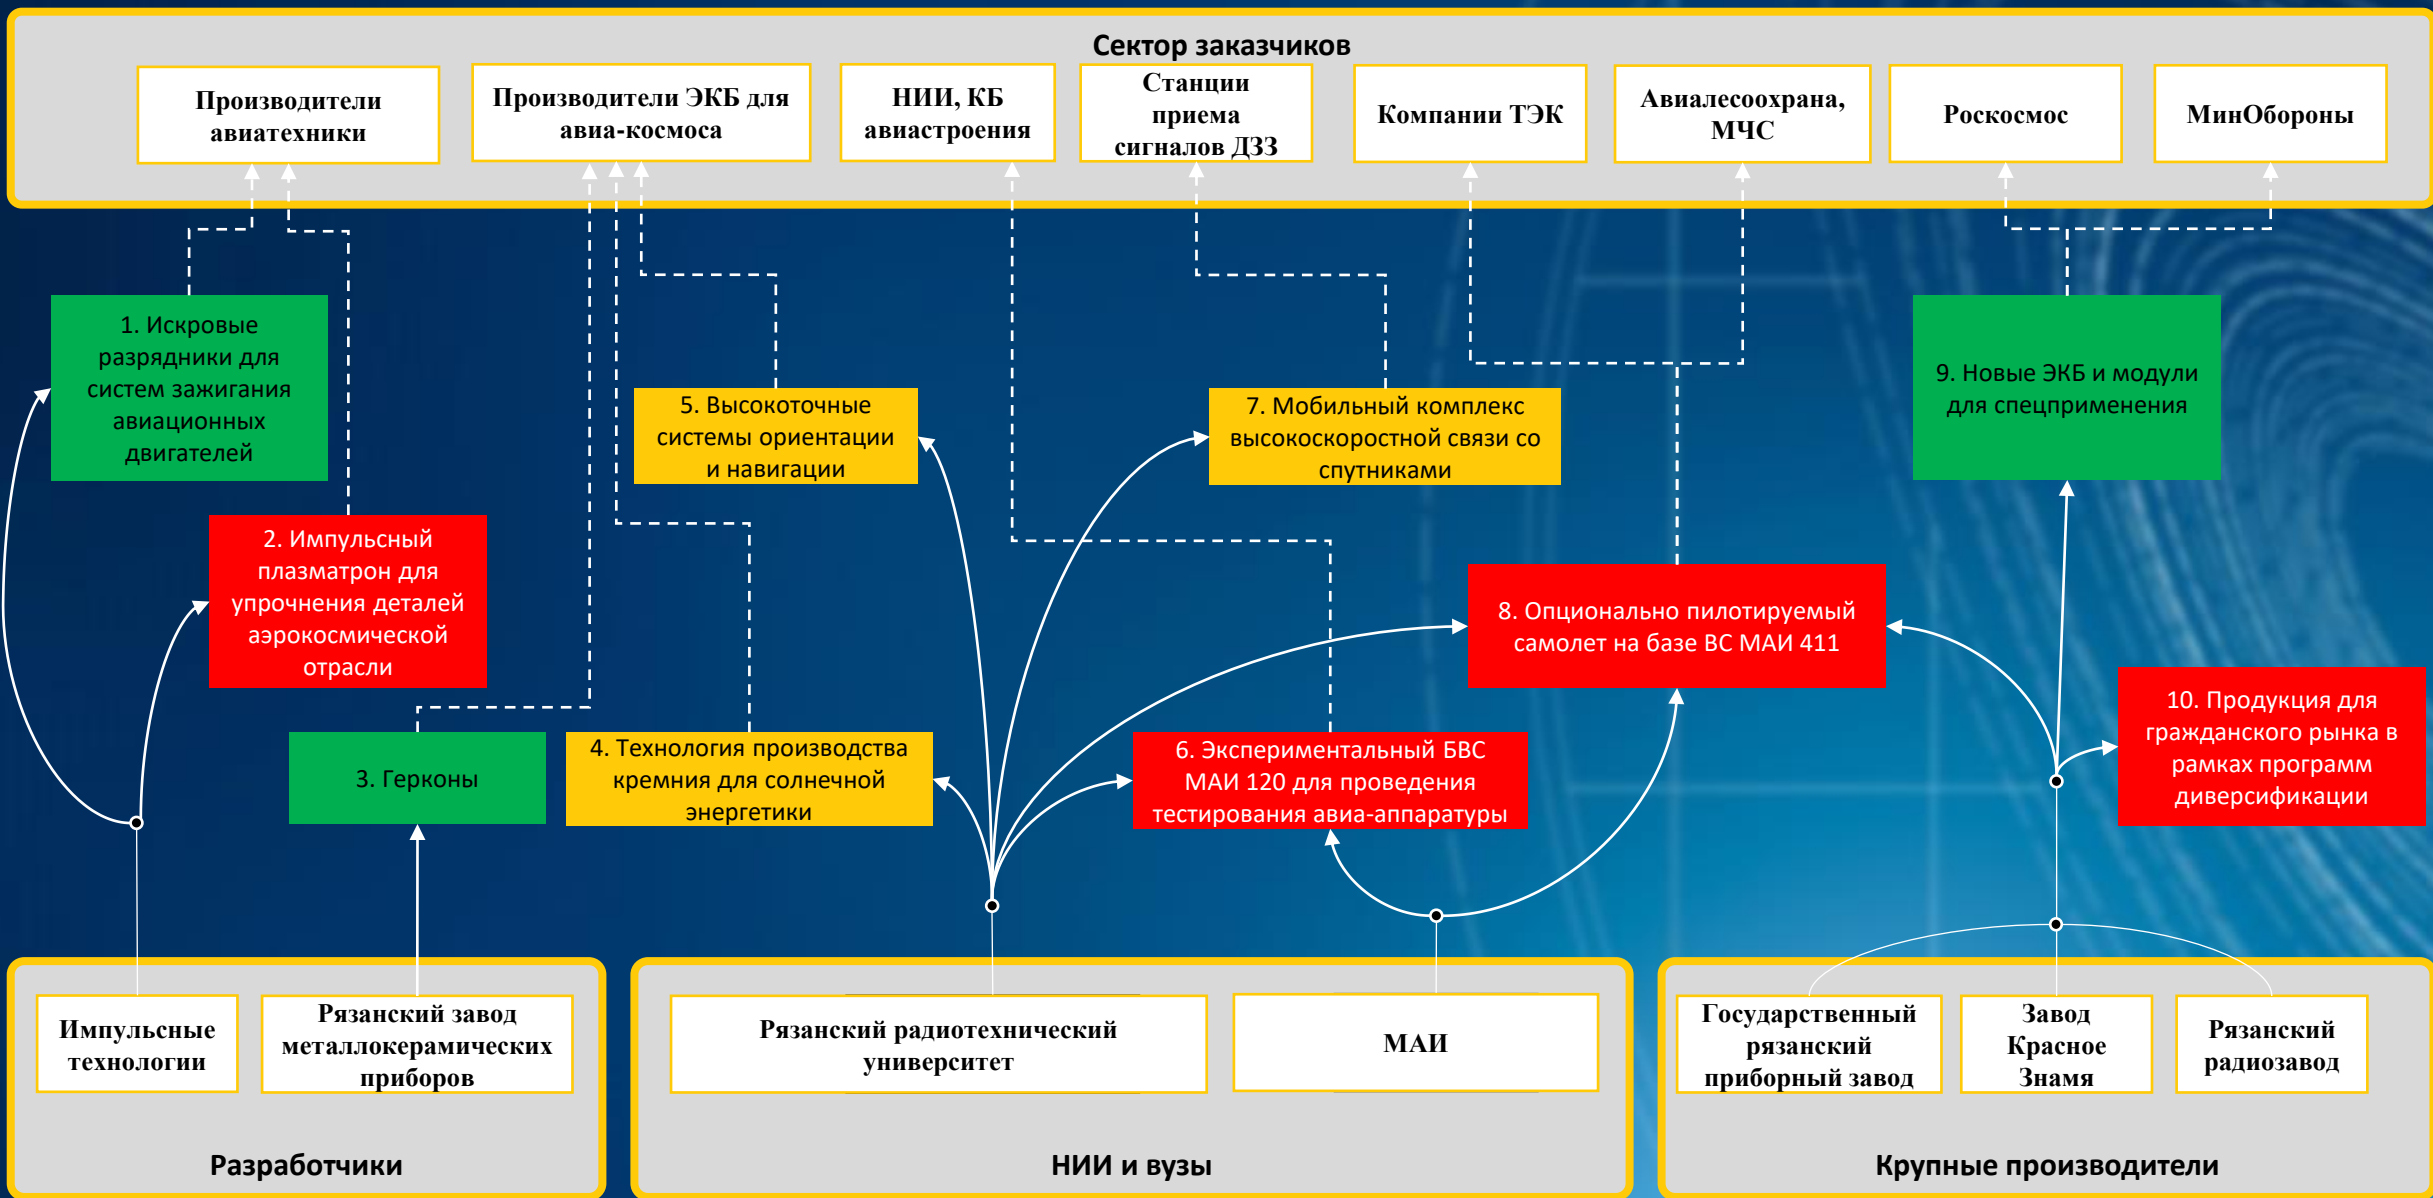 Сектор заказчиков
Производители
авиатехники
Производители ЭКБ для
авиа-космоса
НИИ, КБ
авиастроения
Станции
приема
сигналов ДЗЗ
Компании ТЭК
Авиалесоохрана,
МЧС
Роскосмос
МинОбороны
1. Искровые
разрядники для
систем зажигания
авиационных
двигателей
5. Высокоточные
системы ориентации
и навигации
7. Мобильный комплекс
высокоскоростной связи со
спутниками
9. Новые ЭКБ и модули
для спецприменения
2. Импульсный
плазматрон для
упрочнения деталей
аэрокосмической
отрасли
8. Опционально пилотируемый
самолет на базе ВС МАИ 411
3. Герконы
4. Технология производства
кремния для солнечной
энергетики
6. Экспериментальный БВС
МАИ 120 для проведения
тестирования авиа-аппаратуры
10. Продукция для
гражданского рынка в
рамках программ
диверсификации
Импульсные
технологии
Рязанский завод
металлокерамических
приборов
Рязанский радиотехнический
университет
МАИ
Государственный
рязанский
приборный завод
Завод
Красное
Знамя
Рязанский
радиозавод
Разработчики
НИИ и вузы
Крупные производители